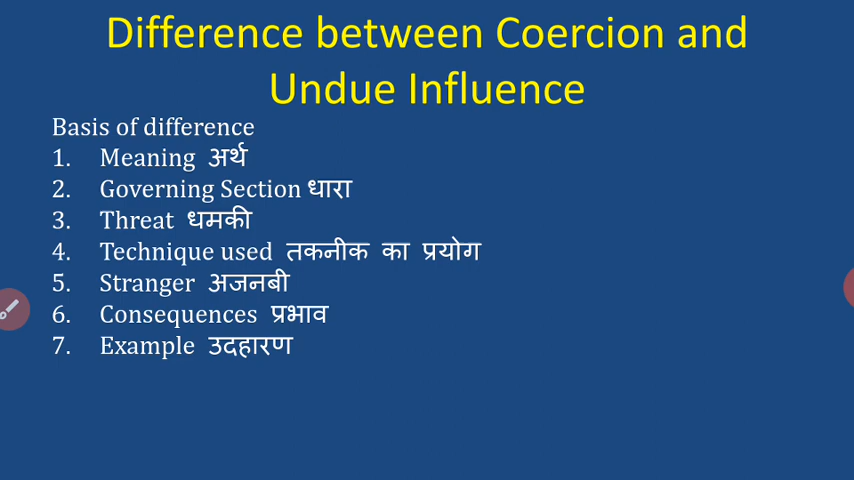 Difference between Coercion and
Undue Influence
Basis of difference
1. Meaning अर्थ
2. Governing Section धारा
3. Threat धमकी
4. Technique used तकनीक का प्रयोग
5. Stranger अजनबी
6. Consequences प्रभाव
7. Example उदहारण